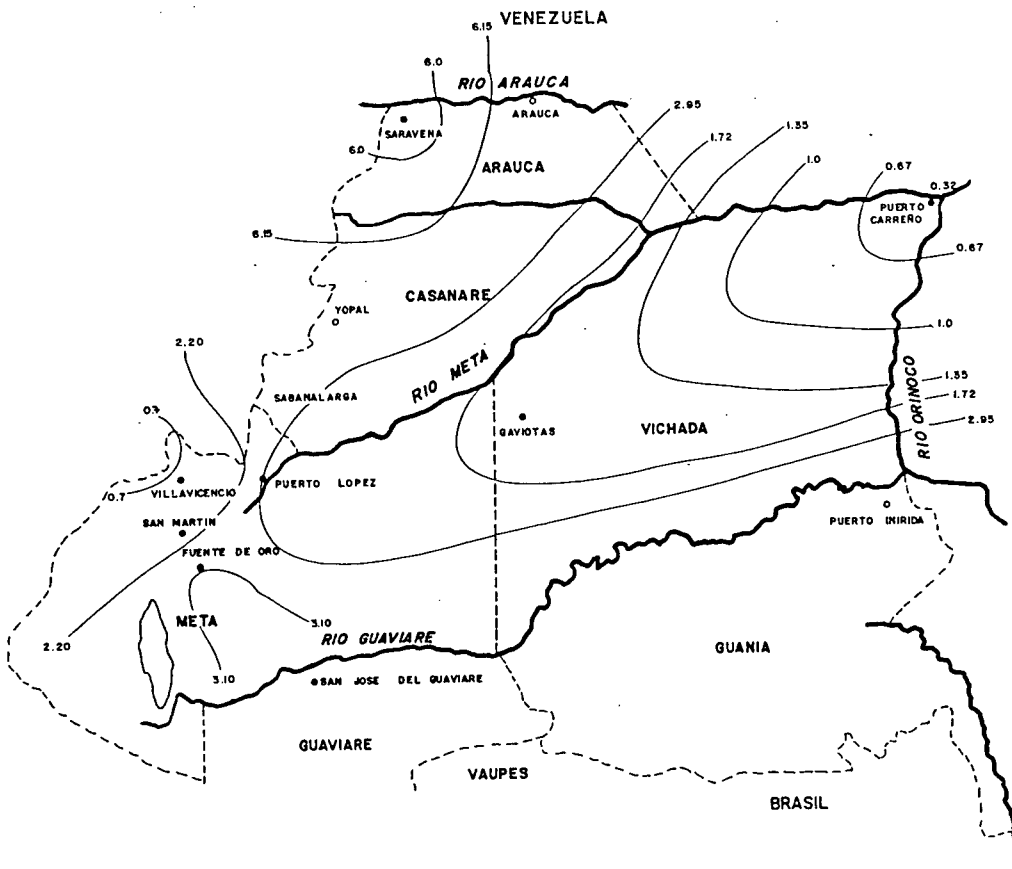 VENEZUELA
6.15
6.0
RIO ARAUCA
ARAUCA
2.95
SARAVENA
6.0
1.72
1.35
1.0
ARAUCA
0.67
0.32
PUERTO
CARREÑO
6.15
0.67
CASANARE
YOPAL
1.0
2.20
RIO META
RIO ORINOCO
1.35
SABANALARGA
1.72
0.7
GAVIOTAS
VICHADA
2.95
PUERTO LOPEZ
VILLAVICENCIO
0.7
SAN MARTIN
PUERTO INIRIDA
FUENTE DE ORO
META
3.10
RIO GUAVIARE
2.20
GUANIA
3.10
SAN JOSE DEL GUAVIARE
GUAVIARE
VAUPES
BRASIL